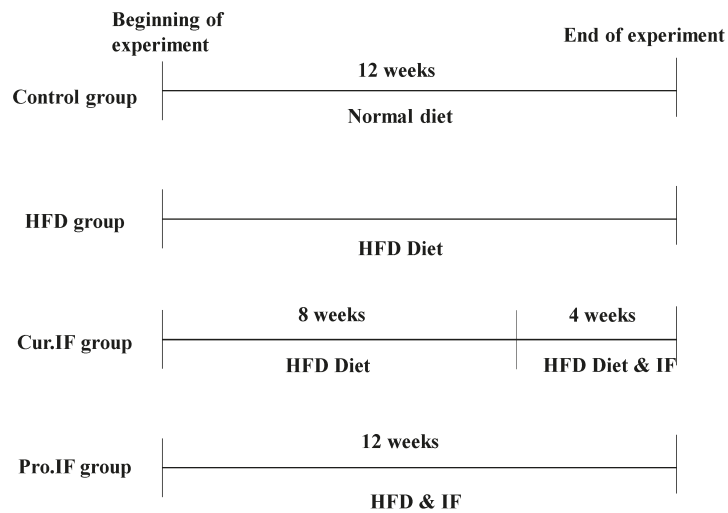 Beginning of
experiment
End of experiment
12 weeks
Control group
Normal diet
HFD group
HFD Diet
8 weeks
4 weeks
Cur.IF group
HFD Diet
HFD Diet & IF
12 weeks
Pro.IF group
HFD & IF